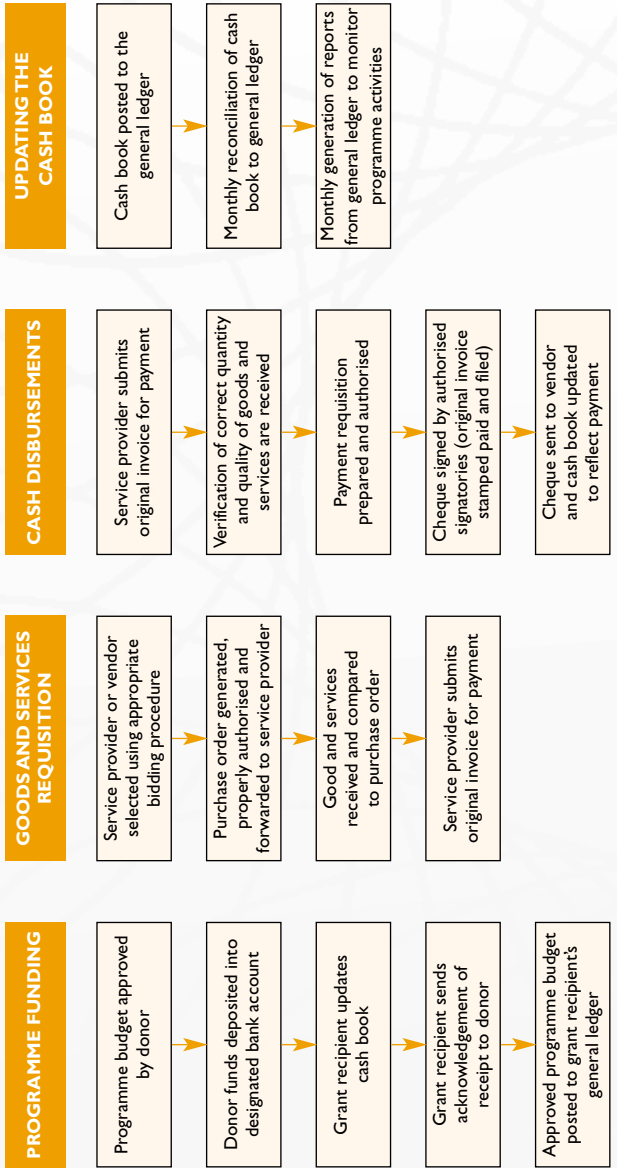 PROGRAMME FUNDING
Programme budget approved
by donor
Donor funds deposited into
designated bank account
Grant recipient updates
cash book
Grant recipient sends
acknowledgement of
receipt to donor
Approved programme budget
posted to grant recipient's
general ledger
GOODS AND SERVICES
REQUISITION
Service provider or vendor
selected using appropriate
bidding procedure
Purchase order generated,
properly authorised and
forwarded to service provider
Good and services
received and compared
to purchase order
Service provider submits
original invoice for payment
CASH DISBURSEMENTS
Service provider submits
original invoice for payment
Verification of correct quantity
and quality of goods and
services are received
Payment requisition
prepared and authorised
Cheque signed by authorised
signatories (original invoice
stamped paid and filed)
Cheque sent to vendor
and cash book updated
to reflect payment
UPDATING THE
CASH BOOK
Cash book posted to the
general ledger
Monthly reconciliation of cash
book to general ledger
Monthly generation of reports
from general ledger to monitor
programme activities